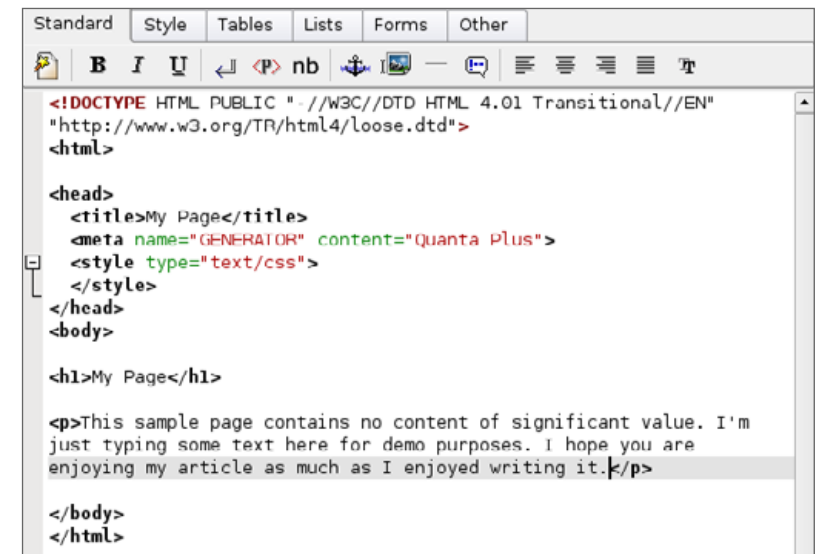 Standard Style Tables Lists Forms Other
B I U <P> nb
<!DOCTYPE HTML PUBLIC "-//W3C//DTD HTML 4.01 Transitional//EN"
"http://www.w3.org/TR/html4/loose.dtd">
<html>
<head>
<title>My Page</title>
<meta name="GENERATOR" content="Quanta Plus">
<style type="text/css">
</style>
</head>
<body>
<h1>My Page</h1>
<p>This sample page contains no content of significant value. I'm
just typing some text here for demo purposes. I hope you are
enjoying my article as much as I enjoyed writing it.</p>
</body>
</html>